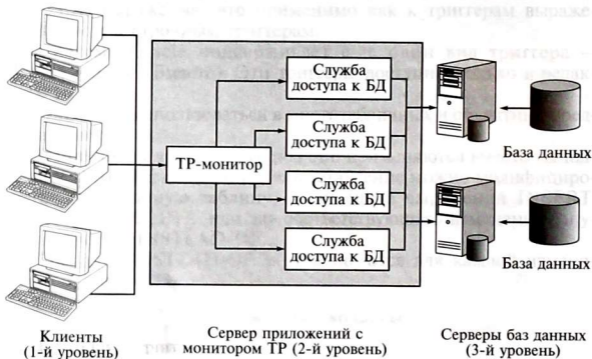 Служба
доступа к БД
Служба
доступа к БД
ТР-монитор
Служба
доступа к БД
Служба
доступа к БД
База данных
База данных
Клиенты
(1-й уровень)
Сервер приложений с
монитором ТР (2-й уровень)
Серверы баз данных
(3-й уровень)